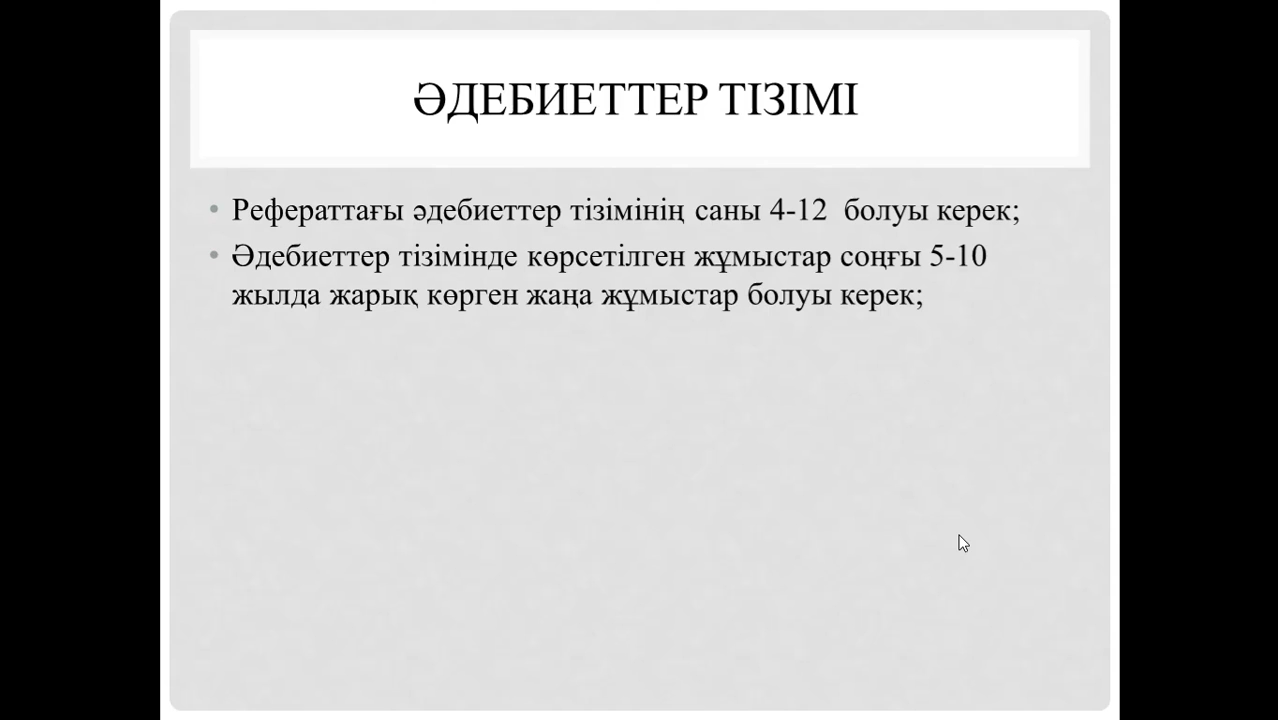 ӘДЕБИЕТТЕР ТІЗІМІ
• Рефераттағы әдебиеттер тізімінің саны 4-12  болуы керек;
• Әдебиеттер тізімінде көрсетілген жұмыстар соңғы 5-10
жылда жарық көрген жаңа жұмыстар болуы керек;